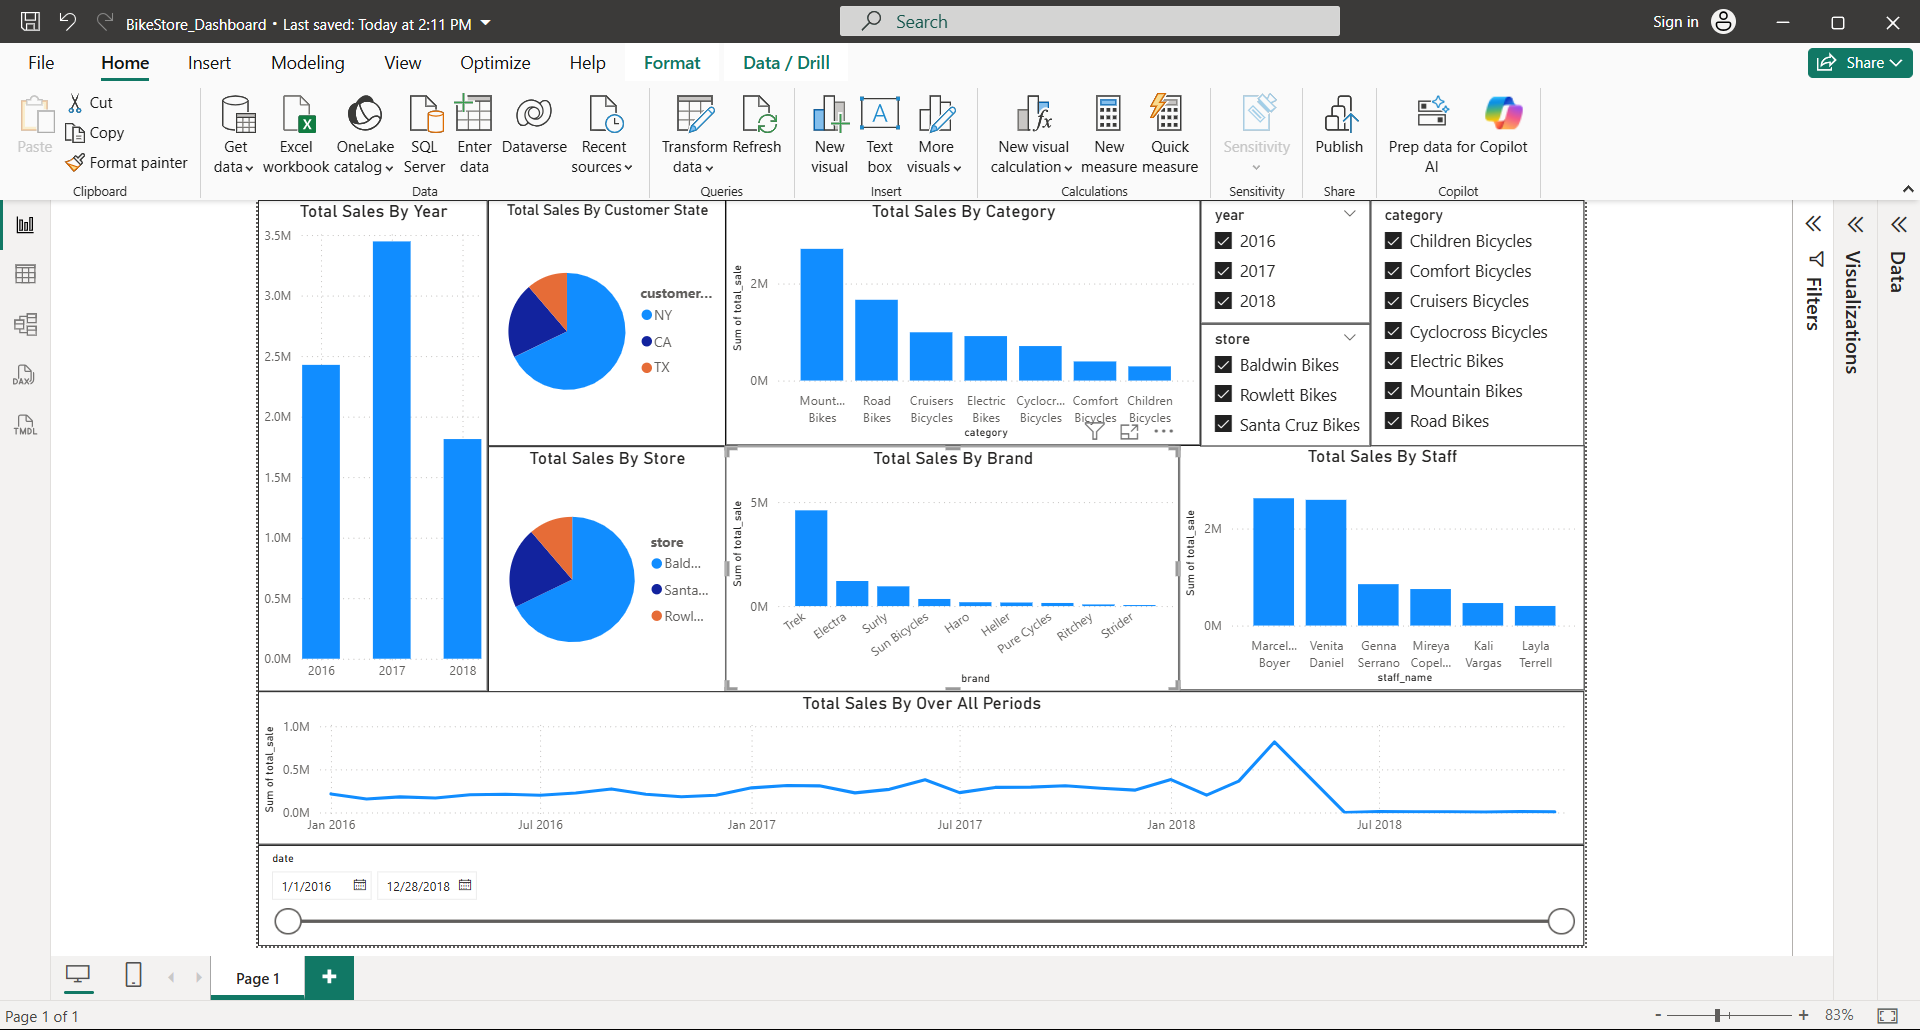 BikeStore_Dashboard • Last saved: Today at 2:11 PM
Search
Sign in
File
Home
Insert
Modeling
View
Optimize
Help
Format
Data / Drill
Share
Paste
Cut
Copy
Format painter
Clipboard
Get data
Excel workbook
OneLake catalog
SQL Server
Enter data
Dataverse
Recent sources
Data
Transform data
Refresh
Queries
New visual
Text box
More visuals
Insert
New visual calculation
New measure
Quick measure
Calculations
Sensitivity
Sensitivity
Publish
Share
Prep data for AI
Copilot
Copilot
DAX
TMDL
Total Sales By Year
3.5M
3.0M
2.5M
2.0M
1.5M
1.0M
0.5M
0.0M
2016 2017 2018
Total Sales By Customer State
customer...
NY
CA
TX
Total Sales By Category
Sum of total_sale
2M
0M
Mount... Bikes
Road Bikes
Cruisers Bicycles
Electric Bikes
Cyclocr... Bicycles
Comfort Bicycles
Children Bicycles
category
year
2016
2017
2018
store
Baldwin Bikes
Rowlett Bikes
Santa Cruz Bikes
category
Children Bicycles
Comfort Bicycles
Cruisers Bicycles
Cyclocross Bicycles
Electric Bikes
Mountain Bikes
Road Bikes
Filters
Visualizations
Data
Total Sales By Store
store
Bald...
Santa...
Rowl...
Total Sales By Brand
Sum of total_sale
5M
0M
Trek
Electra
Surly
Sun Bicycles
Haro
Heller
Pure Cycles
Ritchey
Strider
brand
Total Sales By Staff
Sum of total_sale
2M
0M
Marcel... Boyer
Venita Daniel
Genna Serrano
Mireya Copel...
Kali Vargas
Layla Terrell
staff_name
Total Sales By Over All Periods
Sum of total_sale
1.0M
0.5M
0.0M
Jan 2016 Jul 2016 Jan 2017 Jul 2017 Jan 2018 Jul 2018
date
1/1/2016 12/28/2018
Page 1
+
Page 1 of 1
- + 83%